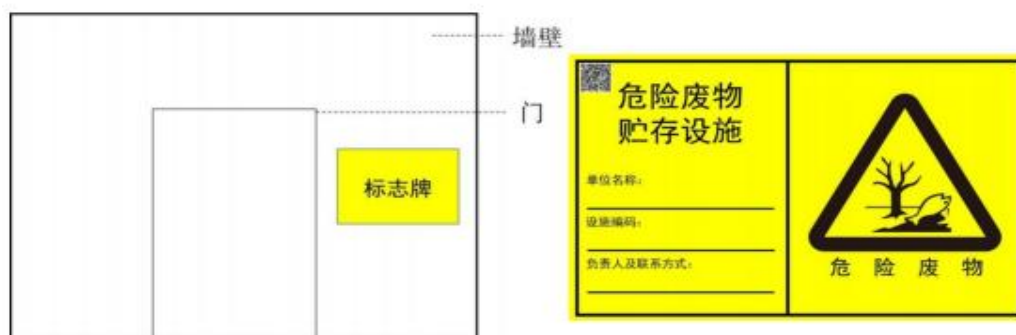 墙壁
门
标志牌
危险废物
贮存设施
单位名称：
设施编码：
负责人及联系方式：
危险废物